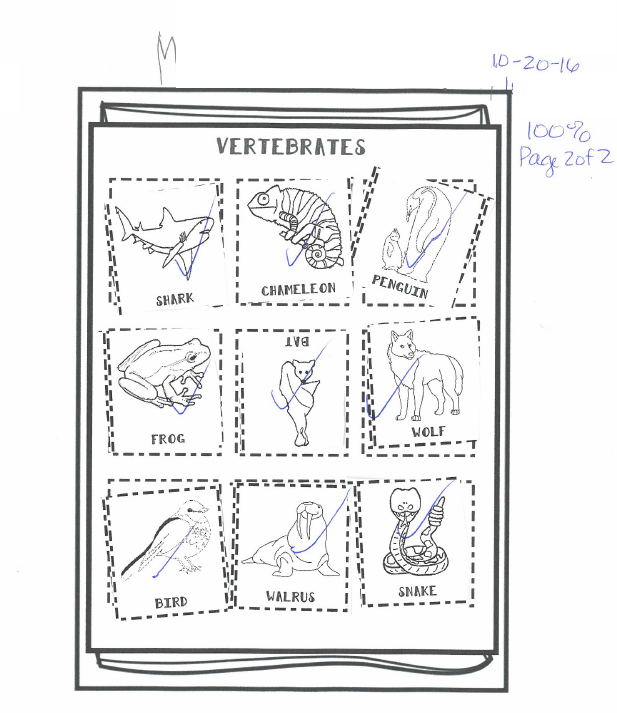 M
10-20-16
100%
Page 2 of 2
VERTEBRATES
SHARK
CHAMELEON
PENGUIN
FROG
BAT
WOLF
BIRD
WALRUS
SNAKE